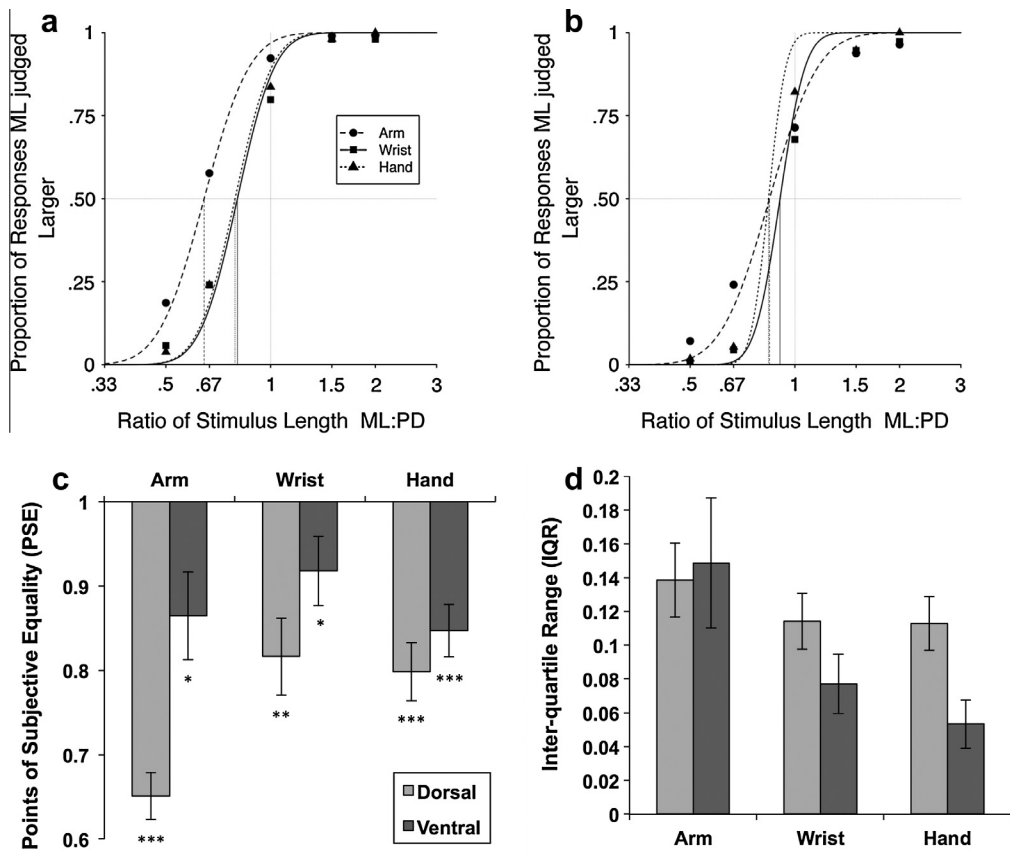 a
Proportion of Responses ML judged
Larger
1
.75
.50
.25
0
.33
.5
.67
1
1.5
2
3
Ratio of Stimulus Length ML:PD
Arm
Wrist
Hand
b
Proportion of Responses ML judged
Larger
1
.75
.50
.25
0
.33
.5
.67
1
1.5
2
3
Ratio of Stimulus Length ML:PD
c
Arm
Wrist
Hand
Points of Subjective Equality (PSE)
1
0.9
0.8
0.7
0.6
***
*
**
*
***
***
Dorsal
Ventral
d
Inter-quartile Range (IQR)
0.2
0.18
0.16
0.14
0.12
0.1
0.08
0.06
0.04
0.02
0
Arm
Wrist
Hand